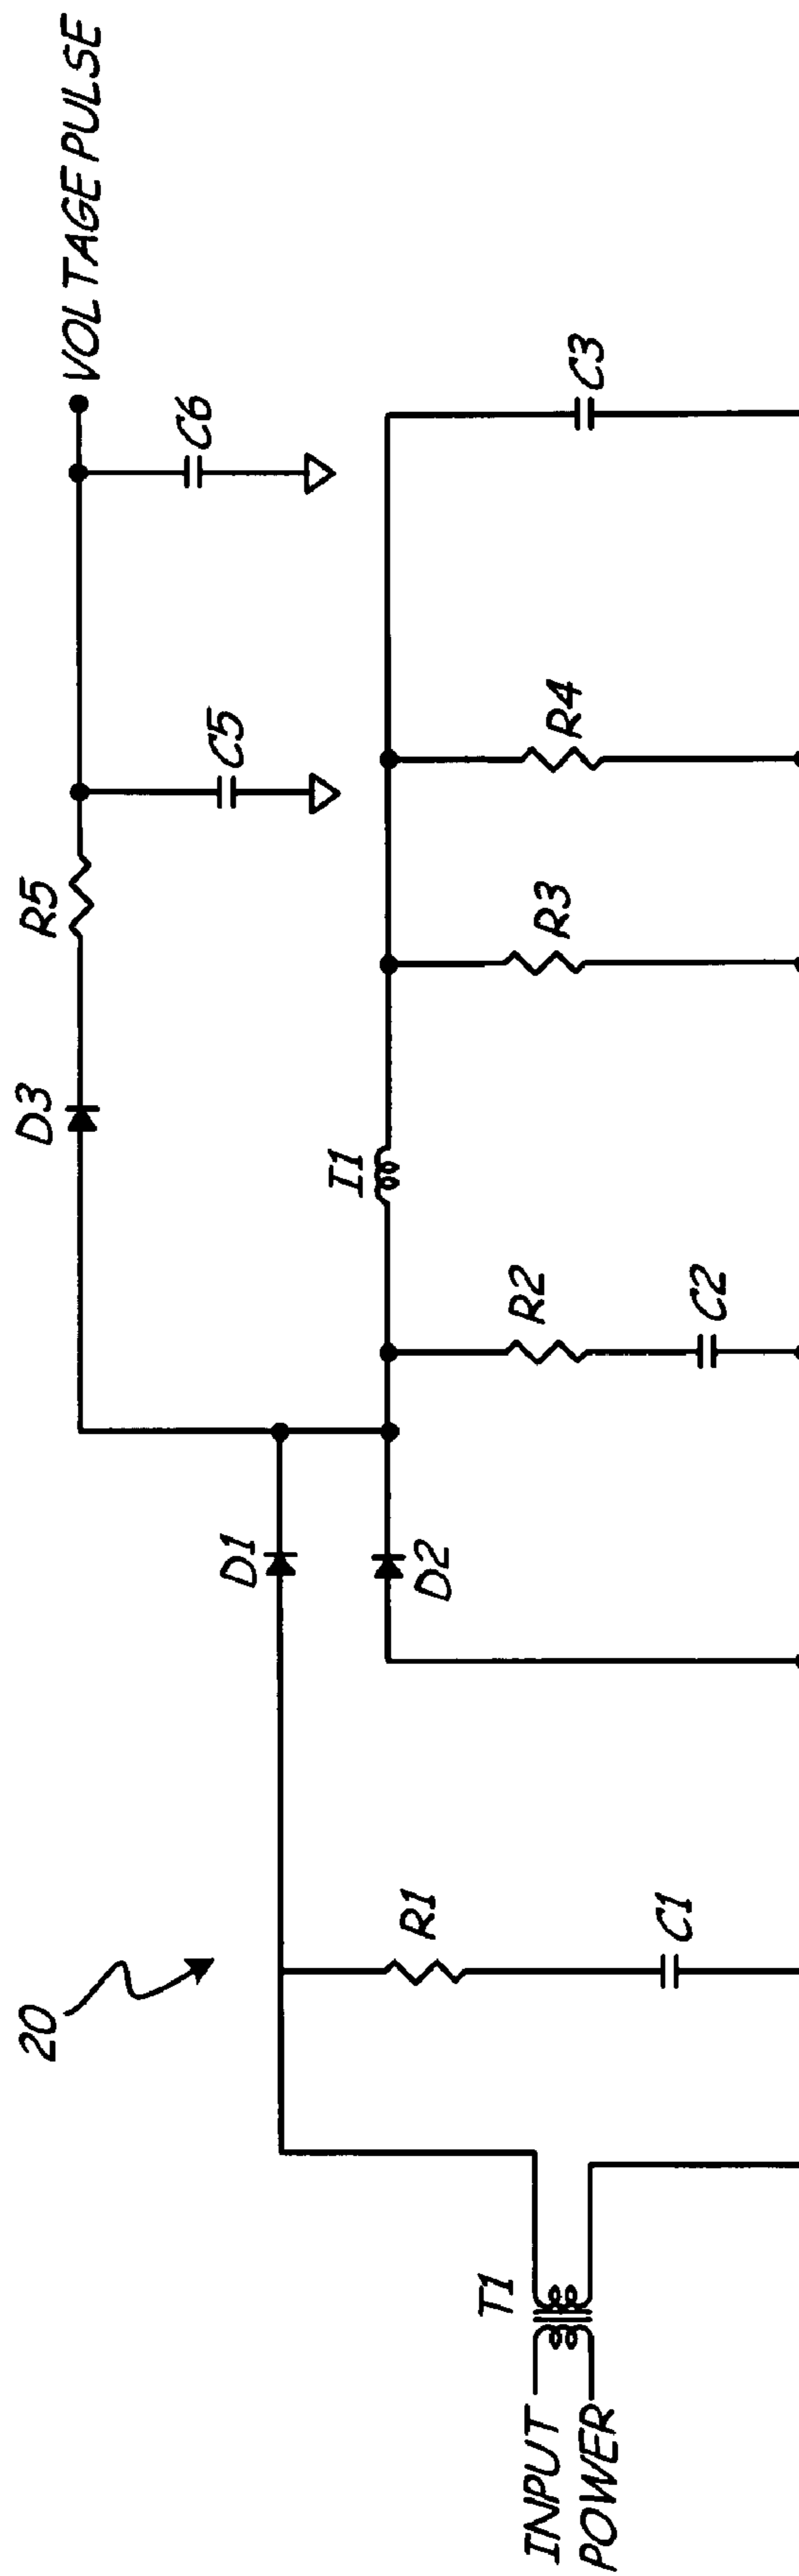 20
INPUT
POWER
T1
R1
C1
D1
D2
R2
C2
I1
D3
R5
R3
R4
C5
C6
C3
VOLTAGE PULSE